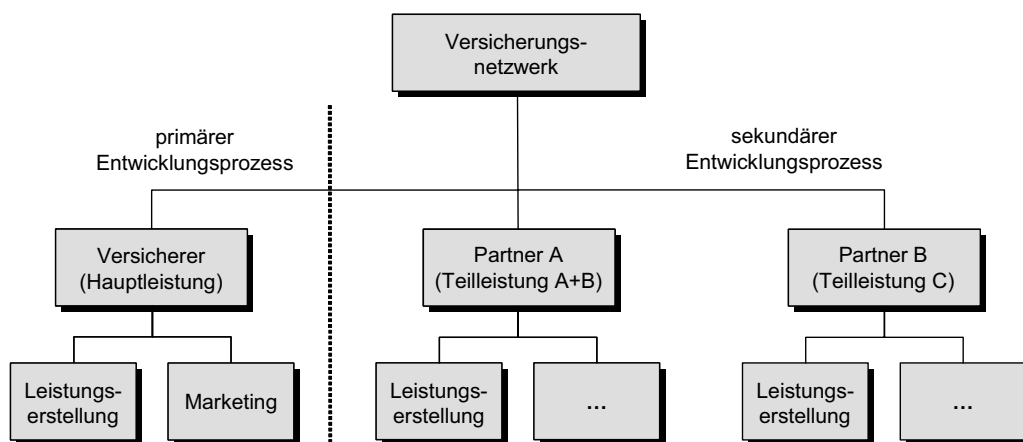 Versicherungs-
netzwerk
primärer
Entwicklungsprozess
sekundärer
Entwicklungsprozess
Versicherer
(Hauptleistung)
Partner A
(Teilleistung A+B)
Partner B
(Teilleistung C)
Leistungs-
erstellung
Marketing
Leistungs-
erstellung
...
Leistungs-
erstellung
...